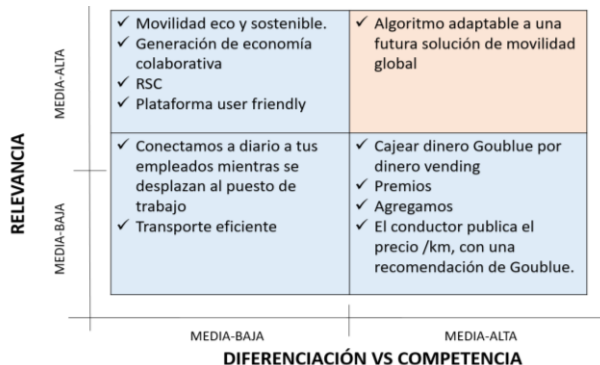 RELEVANCIA
MEDIA-ALTA
✓ Movilidad eco y sostenible.
✓ Generación de economía
colaborativa
✓ RSC
✓ Plataforma user friendly
✓ Algoritmo adaptable a una
futura solución de movilidad
global
MEDIA-BAJA
✓ Conectamos a diario a tus
empleados mientras se
desplazan al puesto de
trabajo
✓ Transporte eficiente
✓ Cajear dinero Goublue por
dinero vending
✓ Premios
✓ Agregamos
✓ El conductor publica el
precio /km, con una
recomendación de Goublue.
MEDIA-BAJA
MEDIA-ALTA
DIFERENCIACIÓN VS COMPETENCIA